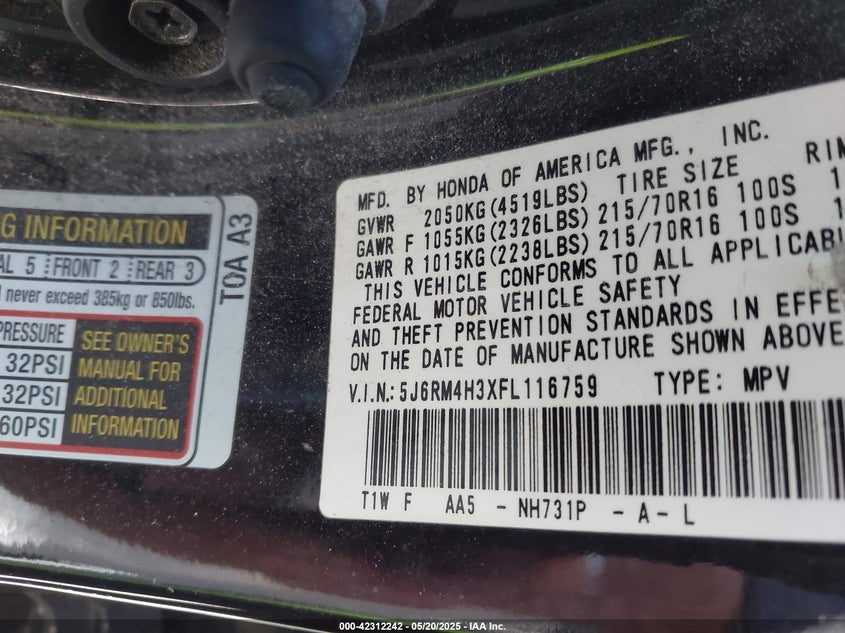 G INFORMATION
AL 5 FRONT 2 REAR 3
never exceed 385kg or 850lbs.
PRESSURE
32PSI
32PSI
60PSI
SEE OWNER'S
MANUAL FOR
ADDITIONAL
INFORMATION
T0A A3
MFD. BY HONDA OF AMERICA MFG., INC.
GVWR 2050KG(4519LBS) TIRE SIZE RIM
GAWR F 1055KG(2326LBS) 215/70R16 100S 1
GAWR R 1015KG(2238LBS) 215/70R16 100S 1
THIS VEHICLE CONFORMS TO ALL APPLICAB
FEDERAL MOTOR VEHICLE SAFETY
AND THEFT PREVENTION STANDARDS IN EFFE
ON THE DATE OF MANUFACTURE SHOWN ABOVE
V.I.N.: 5J6RM4H3XFL116759 TYPE: MPV
T1W F AA5 - NH731P - A - L
000-42312242 — 05/20/2025 — IAA Inc.